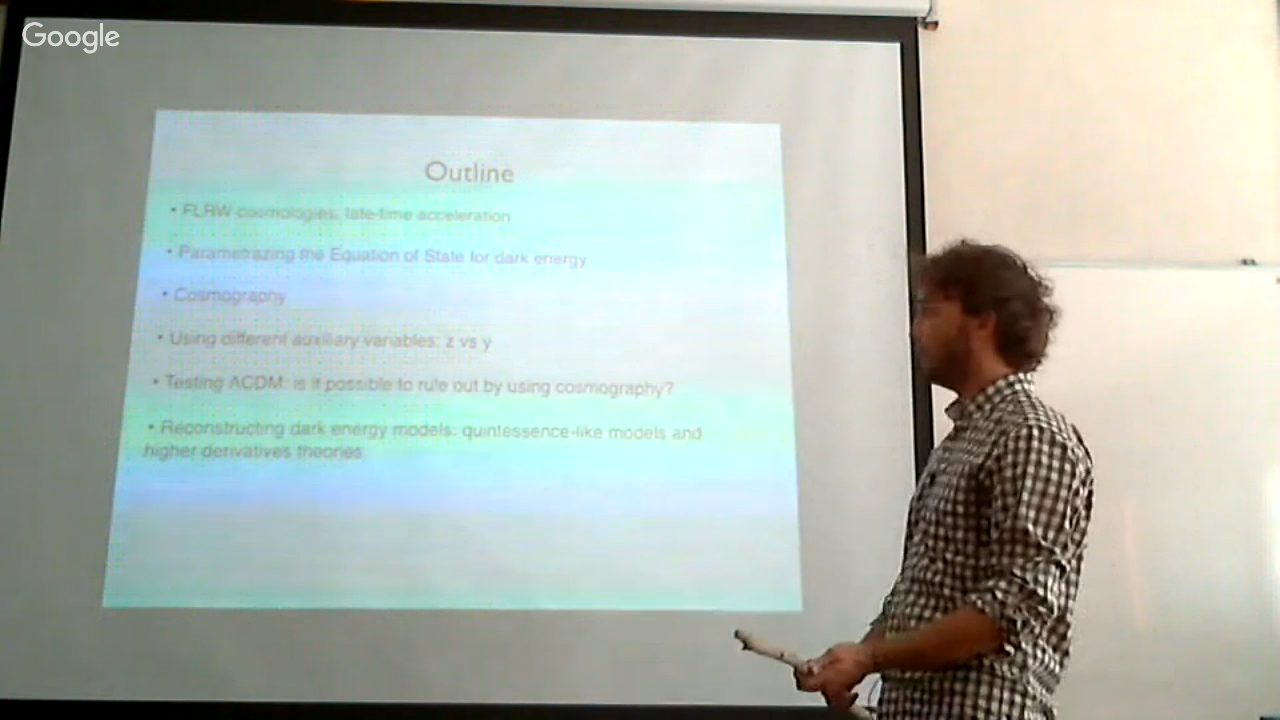 Google
Outline
• FLRW cosmologies: late-time acceleration
• Parametrazing the Equation of State for dark energy
• Cosmography
• Using different auxiliary variables: z vs y
• Testing ΛCDM: is it possible to rule out by using cosmography?
• Reconstructing dark energy models: quintessence-like models and
higher derivatives theories.